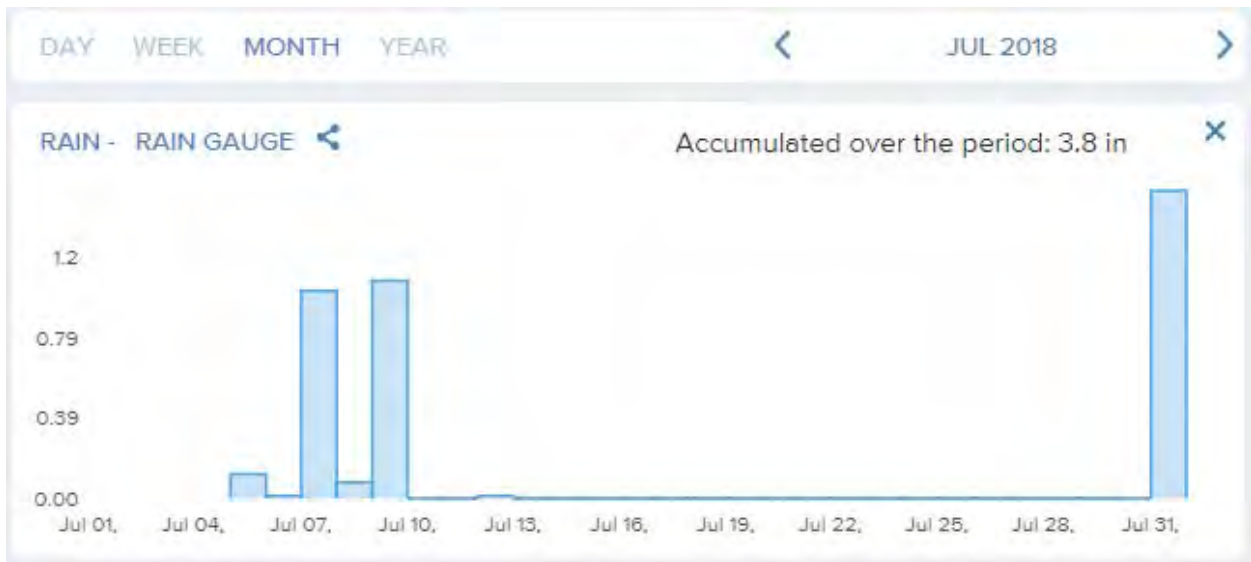 DAY WEEK MONTH YEAR JUL 2018
RAIN - RAIN GAUGE Accumulated over the period: 3.8 in
1.2
0.79
0.39
0.00
Jul 01, Jul 04, Jul 07, Jul 10, Jul 13, Jul 16, Jul 19, Jul 22, Jul 25, Jul 28, Jul 31,